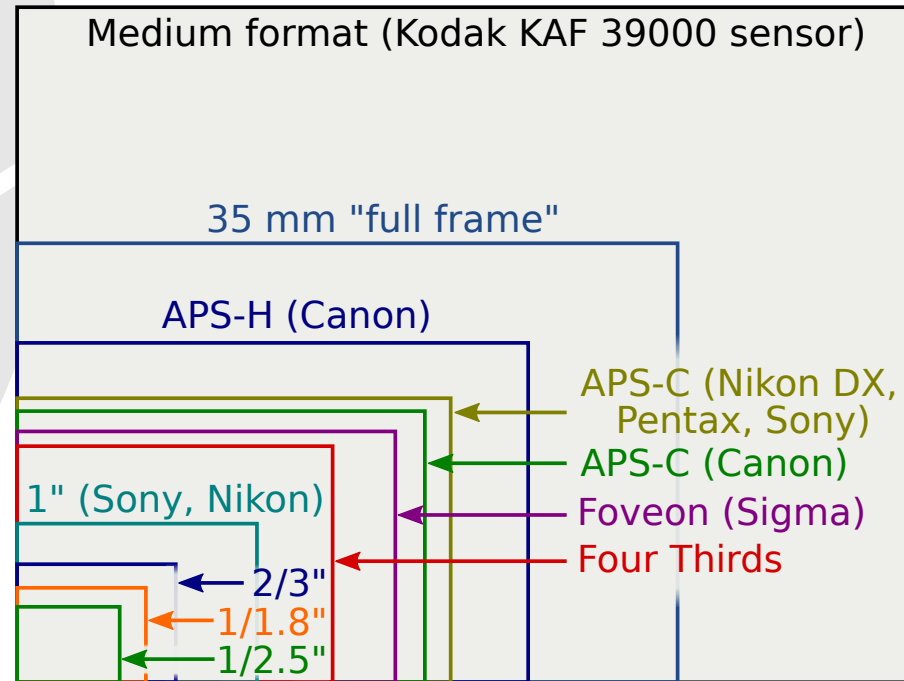 Medium format (Kodak KAF 39000 sensor)
35 mm "full frame"
APS-H (Canon)
APS-C (Nikon DX,
Pentax, Sony)
APS-C (Canon)
1" (Sony, Nikon)
Foveon (Sigma)
Four Thirds
2/3"
1/1.8"
1/2.5"